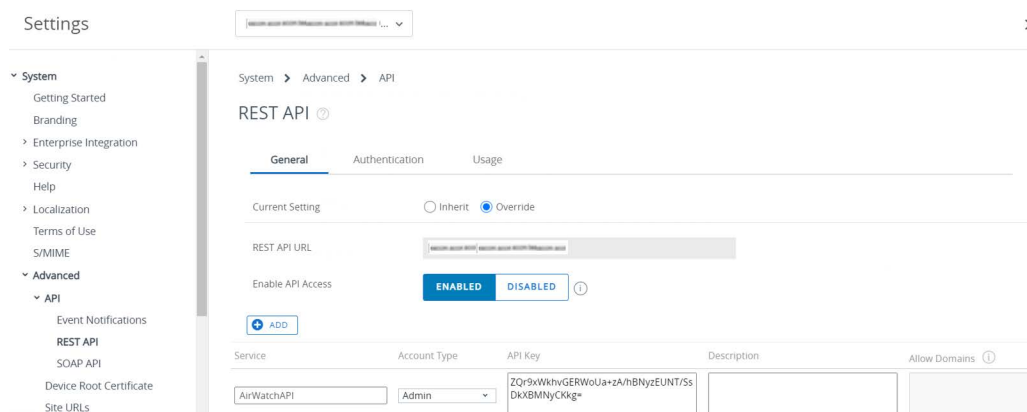 Settings
System
Getting Started
Branding
Enterprise Integration
Security
Help
Localization
Terms of Use
S/MIME
Advanced
API
Event Notifications
REST API
SOAP API
Device Root Certificate
Site URLs
System > Advanced > API
REST API
General Authentication Usage
Current Setting Inherit Override
REST API URL
Enable API Access ENABLED DISABLED
ADD
Service Account Type API Key Description Allow Domains
AirWatchAPI Admin ZQr9xWkhvGERWoUa+zA/hBNyzEUNT/Ss
DkXBMNyCKkg=